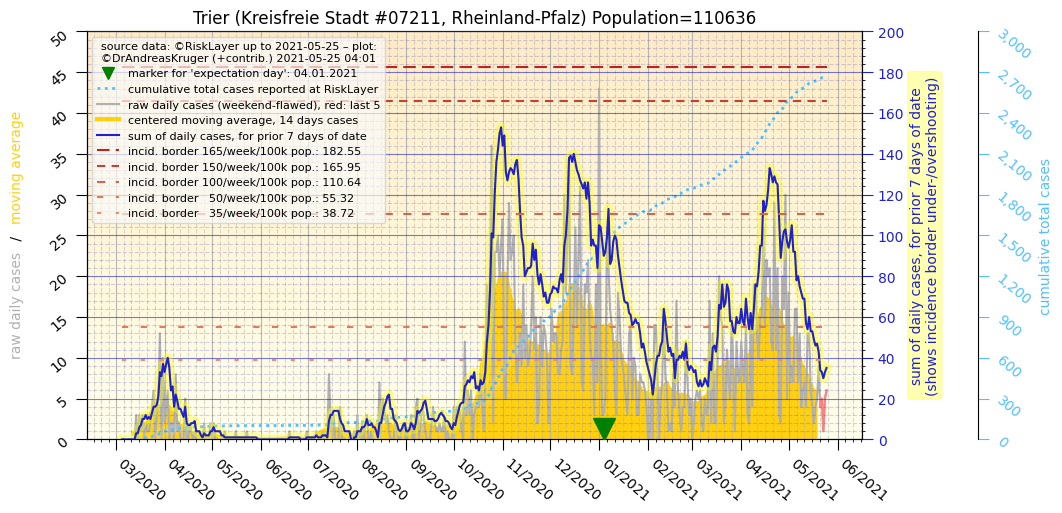 Trier (Kreisfreie Stadt #07211, Rheinland-Pfalz) Population=110636
source data: ©RiskLayer up to 2021-05-25 – plot:
©DrAndreasKruger (+contrib.) 2021-05-25 04:01
marker for 'expectation day': 04.01.2021
cumulative total cases reported at RiskLayer
raw daily cases (weekend-flawed), red: last 5
centered moving average, 14 days cases
sum of daily cases, for prior 7 days of date
incid. border 165/week/100k pop.: 182.55
incid. border 150/week/100k pop.: 165.95
incid. border 100/week/100k pop.: 110.64
incid. border 50/week/100k pop.: 55.32
incid. border 35/week/100k pop.: 38.72
raw daily cases / moving average
50
45
40
35
30
25
20
15
10
5
0
03/2020
04/2020
05/2020
06/2020
07/2020
08/2020
09/2020
10/2020
11/2020
12/2020
01/2021
02/2021
03/2021
04/2021
05/2021
06/2021
200
180
160
140
120
100
80
60
40
20
0
sum of daily cases, for prior 7 days of date
(shows incidence border under-/overshooting)
3,000
2,700
2,400
2,100
1,800
1,500
1,200
900
600
300
0
cumulative total cases